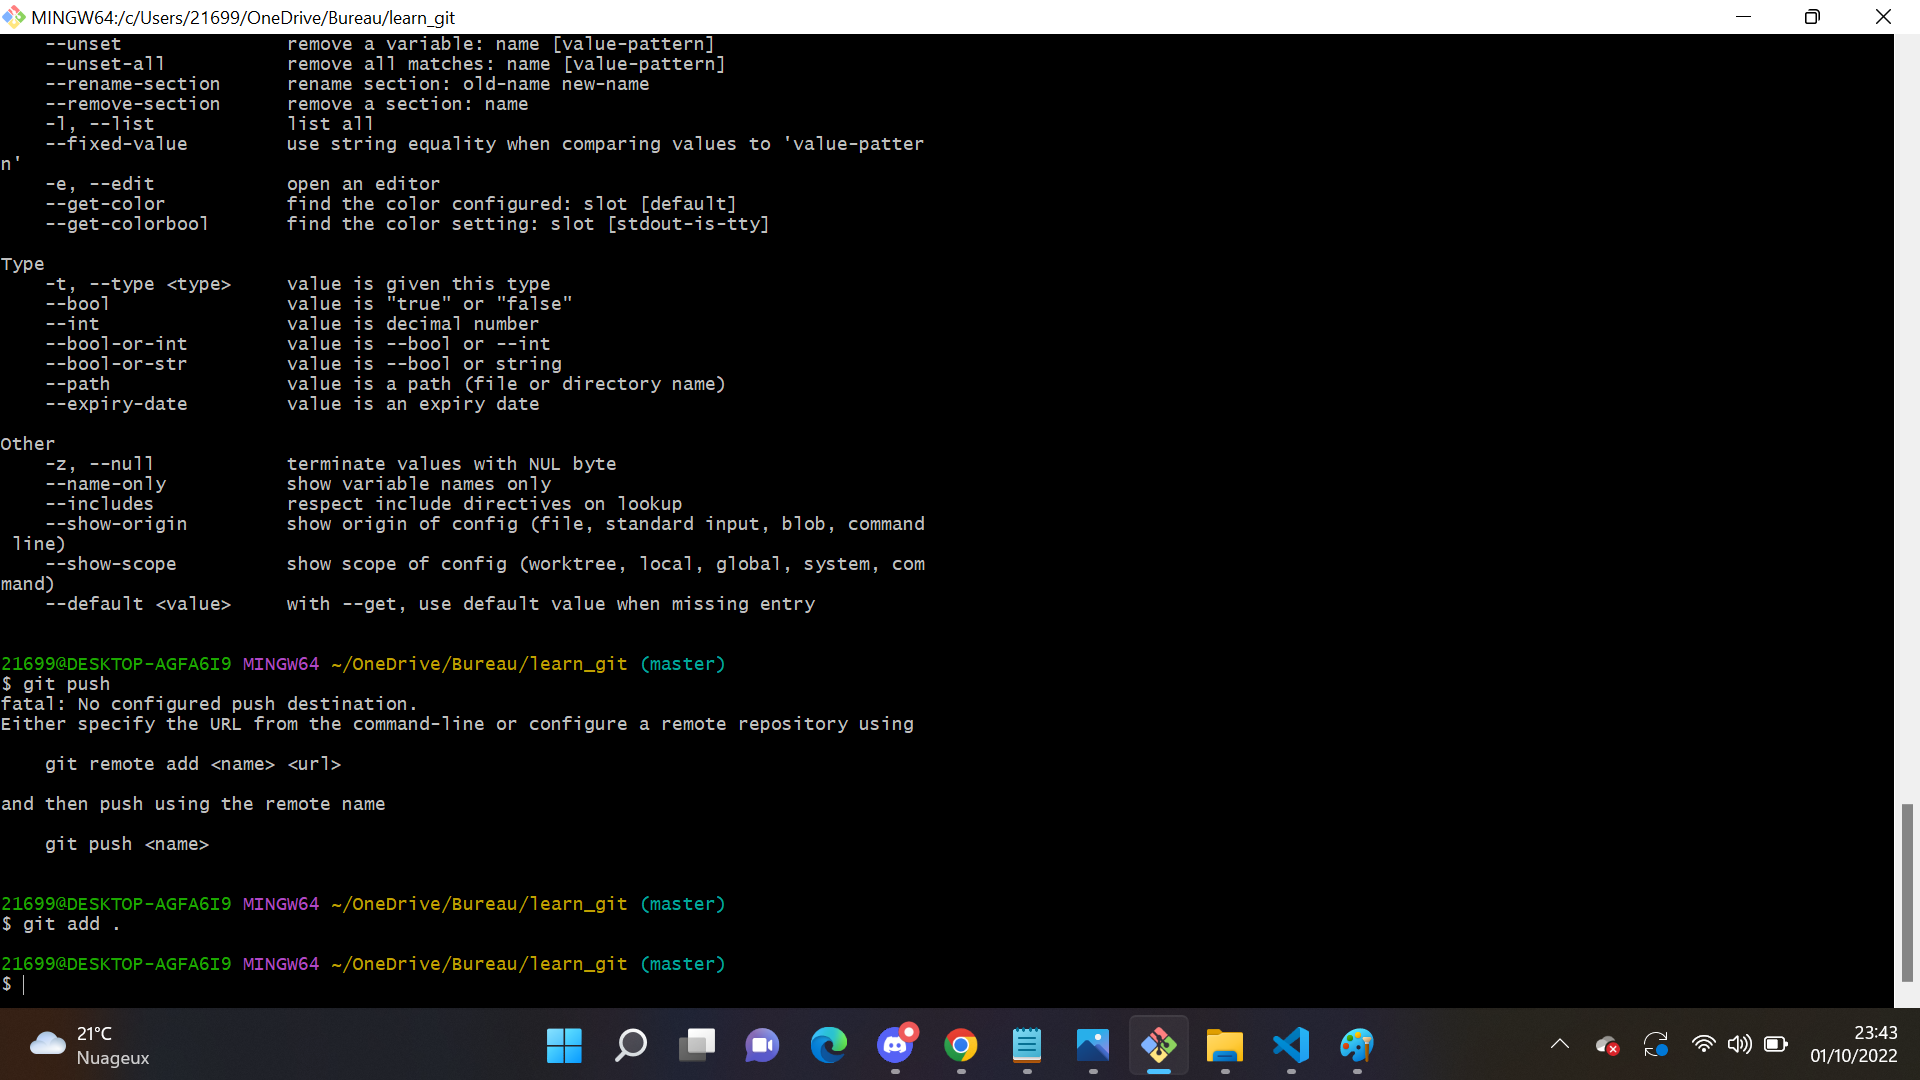 MINGW64:/c/Users/21699/OneDrive/Bureau/learn_git
    --unset               remove a variable: name [value-pattern]
    --unset-all           remove all matches: name [value-pattern]
    --rename-section      rename section: old-name new-name
    --remove-section      remove a section: name
    -l, --list            list all
    --fixed-value         use string equality when comparing values to 'value-patter
n'
    -e, --edit            open an editor
    --get-color           find the color configured: slot [default]
    --get-colorbool       find the color setting: slot [stdout-is-tty]

Type
    -t, --type <type>     value is given this type
    --bool                value is "true" or "false"
    --int                 value is decimal number
    --bool-or-int         value is --bool or --int
    --bool-or-str         value is --bool or string
    --path                value is a path (file or directory name)
    --expiry-date         value is an expiry date

Other
    -z, --null            terminate values with NUL byte
    --name-only           show variable names only
    --includes            respect include directives on lookup
    --show-origin         show origin of config (file, standard input, blob, command
 line)
    --show-scope          show scope of config (worktree, local, global, system, com
mand)
    --default <value>     with --get, use default value when missing entry

21699@DESKTOP-AGFA6I9 MINGW64 ~/OneDrive/Bureau/learn_git (master)
$ git push
fatal: No configured push destination.
Either specify the URL from the command-line or configure a remote repository using

    git remote add <name> <url>

and then push using the remote name

    git push <name>

21699@DESKTOP-AGFA6I9 MINGW64 ~/OneDrive/Bureau/learn_git (master)
$ git add .

21699@DESKTOP-AGFA6I9 MINGW64 ~/OneDrive/Bureau/learn_git (master)
$
21°C
Nuageux
23:43
01/10/2022